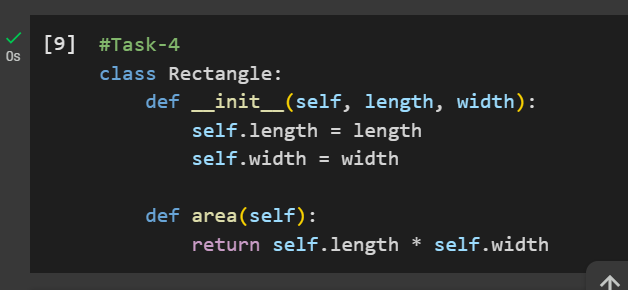 [9] #Task-4
class Rectangle:
    def __init__(self, length, width):
        self.length = length
        self.width = width
0s
    def area(self):
        return self.length * self.width